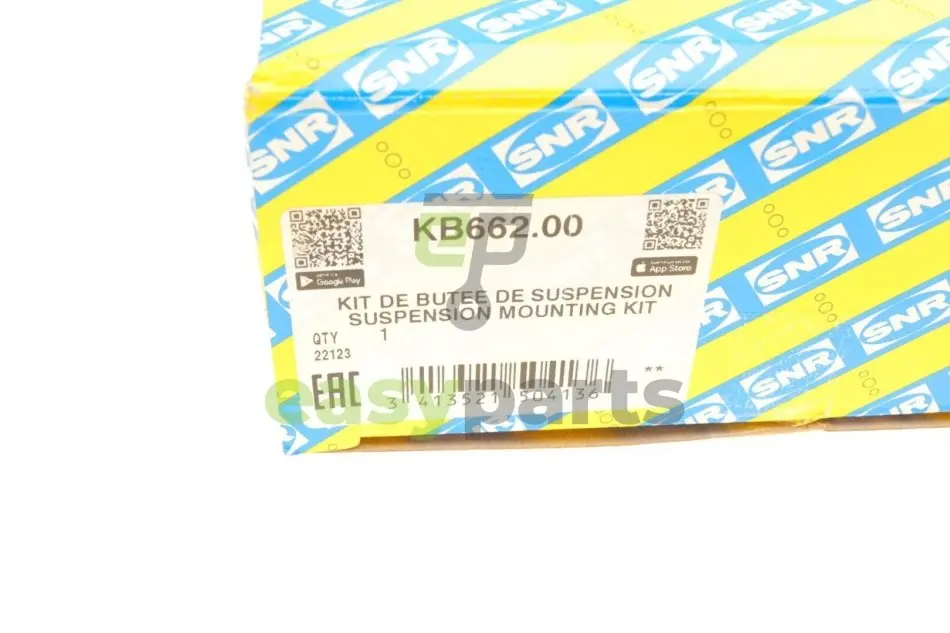 SNR
SNR
SNR
SNR
SNR
SNR
SNR
SNR
KB662.00
Google Play
App Store
KIT DE BUTEE DE SUSPENSION
SUSPENSION MOUNTING KIT
QTY 1
22123
EAC
**
3 413521 504136
easyparts
SNR
SNR
SNR
SNR